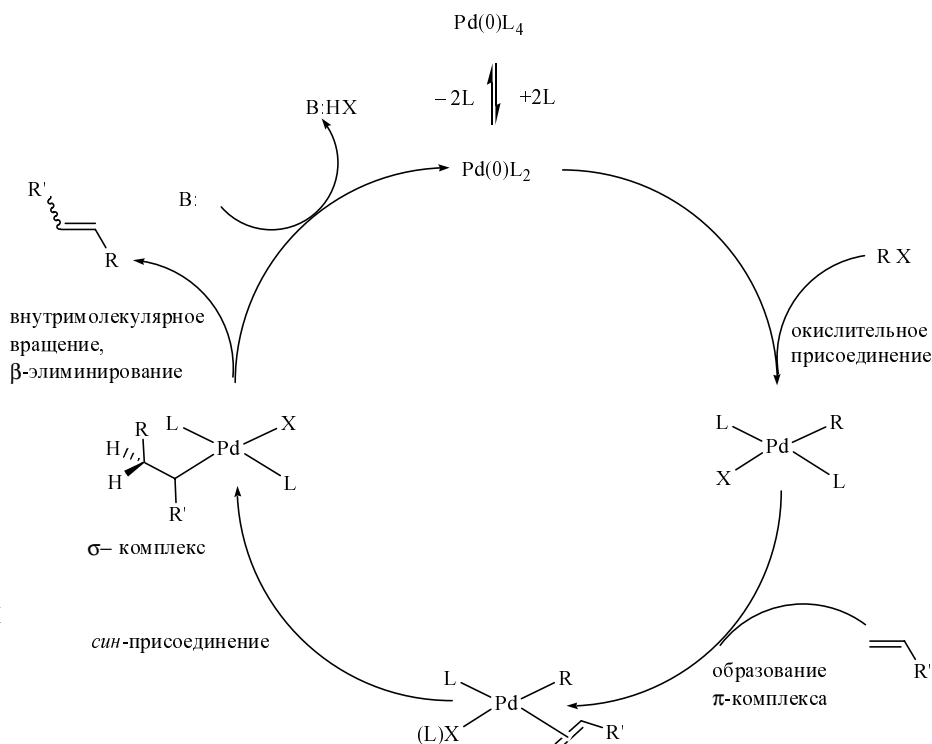 Pd(0)L4
– 2L
+2L
B:HX
Pd(0)L2
R'
B:
R
R X
внутримолекулярное
вращение,
β-элиминирование
окислительное
присоединение
L
X
R
H
Pd
H
L
R'
L
R
Pd
X
L
σ– комплекс
син-присоединение
R'
образование
π-комплекса
L
R
Pd
(L)X
R'